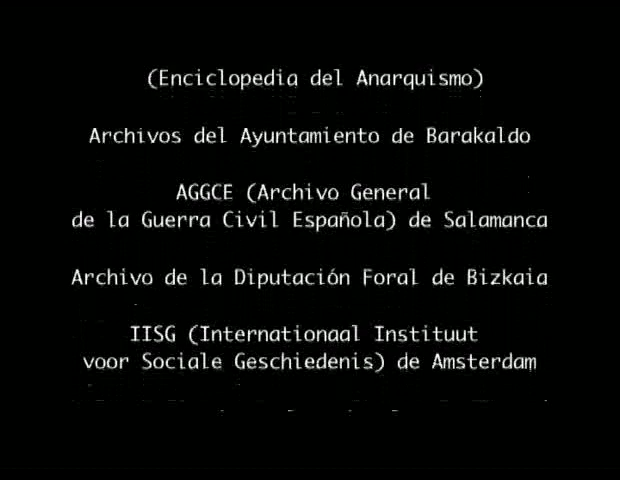 (Enciclopedia del Anarquismo)
Archivos del Ayuntamiento de Barakaldo
AGGCE (Archivo General
de la Guerra Civil Española) de Salamanca
Archivo de la Diputación Foral de Bizkaia
IISG (Internationaal Instituut
voor Sociale Geschiedenis) de Amsterdam